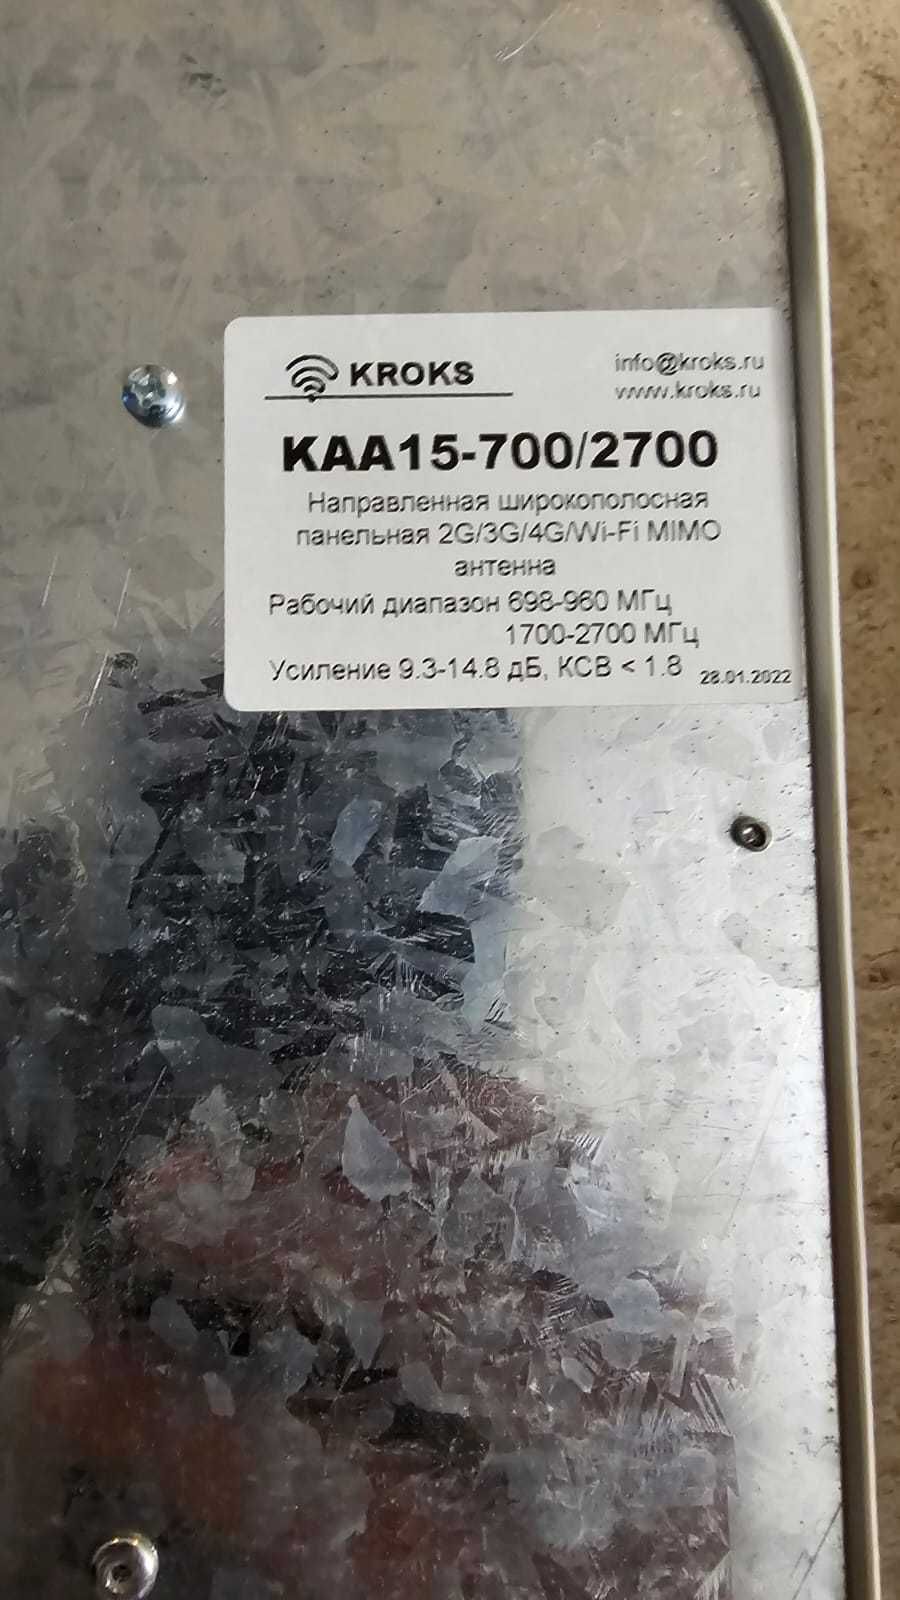 KROKS
info@kroks.ru
www.kroks.ru
KAA15-700/2700
Направленная широкополосная
панельная 2G/3G/4G/Wi-Fi MIMO
антенна
Рабочий диапазон 698-960 МГц
1700-2700 МГц
Усиление 9.3-14.8 дБ, КСВ < 1.8
28.01.2022